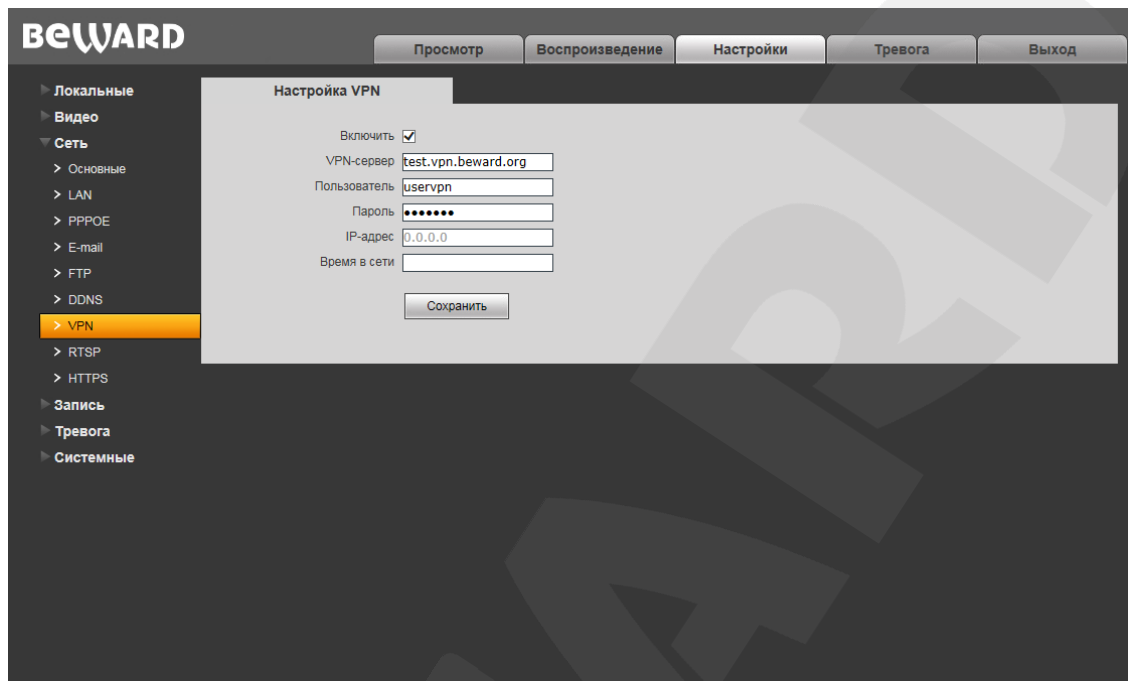 BEWARD
Просмотр Воспроизведение Настройки Тревога Выход
Локальные
Видео
Сеть
> Основные
> LAN
> PPPOE
> E-mail
> FTP
> DDNS
> VPN
> RTSP
> HTTPS
Запись
Тревога
Системные
Настройка VPN
Включить
VPN-сервер test.vpn.beward.org
Пользователь uservpn
Пароль •••••••
IP-адрес 0.0.0.0
Время в сети
Сохранить